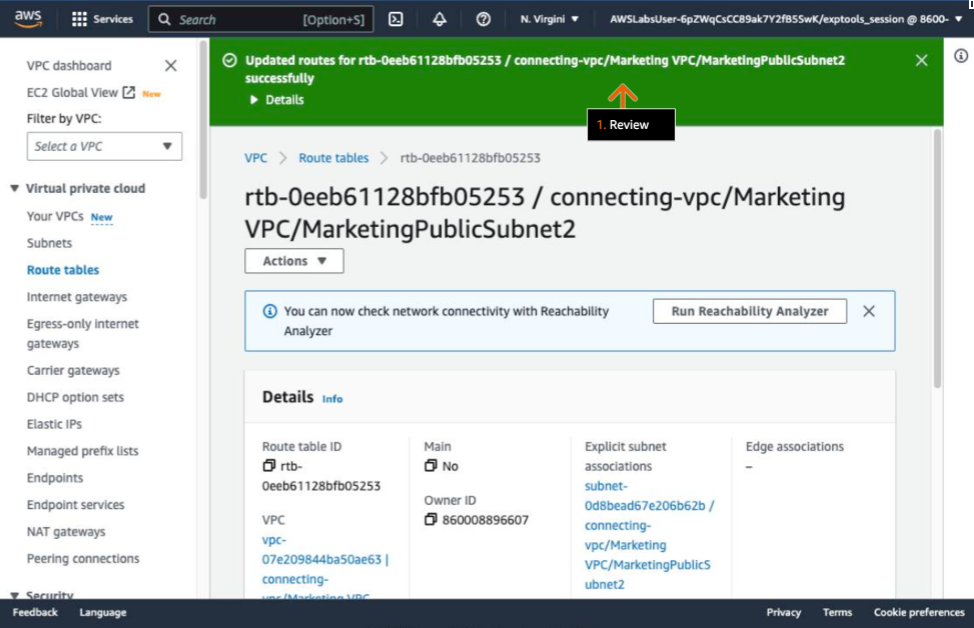 aws
Services
Search
[Option+S]
N. Virgini
AWSLabsUser-6pZWqCsCC89ak7Y2fB5SwK/exptools_session @ 8600-
VPC dashboard
EC2 Global View New
Filter by VPC:
Select a VPC
Virtual private cloud
Your VPCs New
Subnets
Route tables
Internet gateways
Egress-only internet
gateways
Carrier gateways
DHCP option sets
Elastic IPs
Managed prefix lists
Endpoints
Endpoint services
NAT gateways
Peering connections
Security
Updated routes for rtb-0eeb61128bfb05253 / connecting-vpc/Marketing VPC/MarketingPublicSubnet2
successfully
Details
1. Review
VPC
Route tables
rtb-0eeb61128bfb05253
rtb-0eeb61128bfb05253 / connecting-vpc/Marketing
VPC/MarketingPublicSubnet2
Actions
You can now check network connectivity with Reachability
Analyzer
Run Reachability Analyzer
Details Info
Route table ID
rtb-
0eeb61128bfb05253
VPC
vpc-
07e209844ba50ae63 |
connecting-
vpc/Marketing VPC
Main
No
Owner ID
860008896607
Explicit subnet
associations
subnet-
0d8bead67e206b62b /
connecting-
vpc/Marketing
VPC/MarketingPublicS
ubnet2
Edge associations
–
Feedback
Language
Privacy
Terms
Cookie preferences